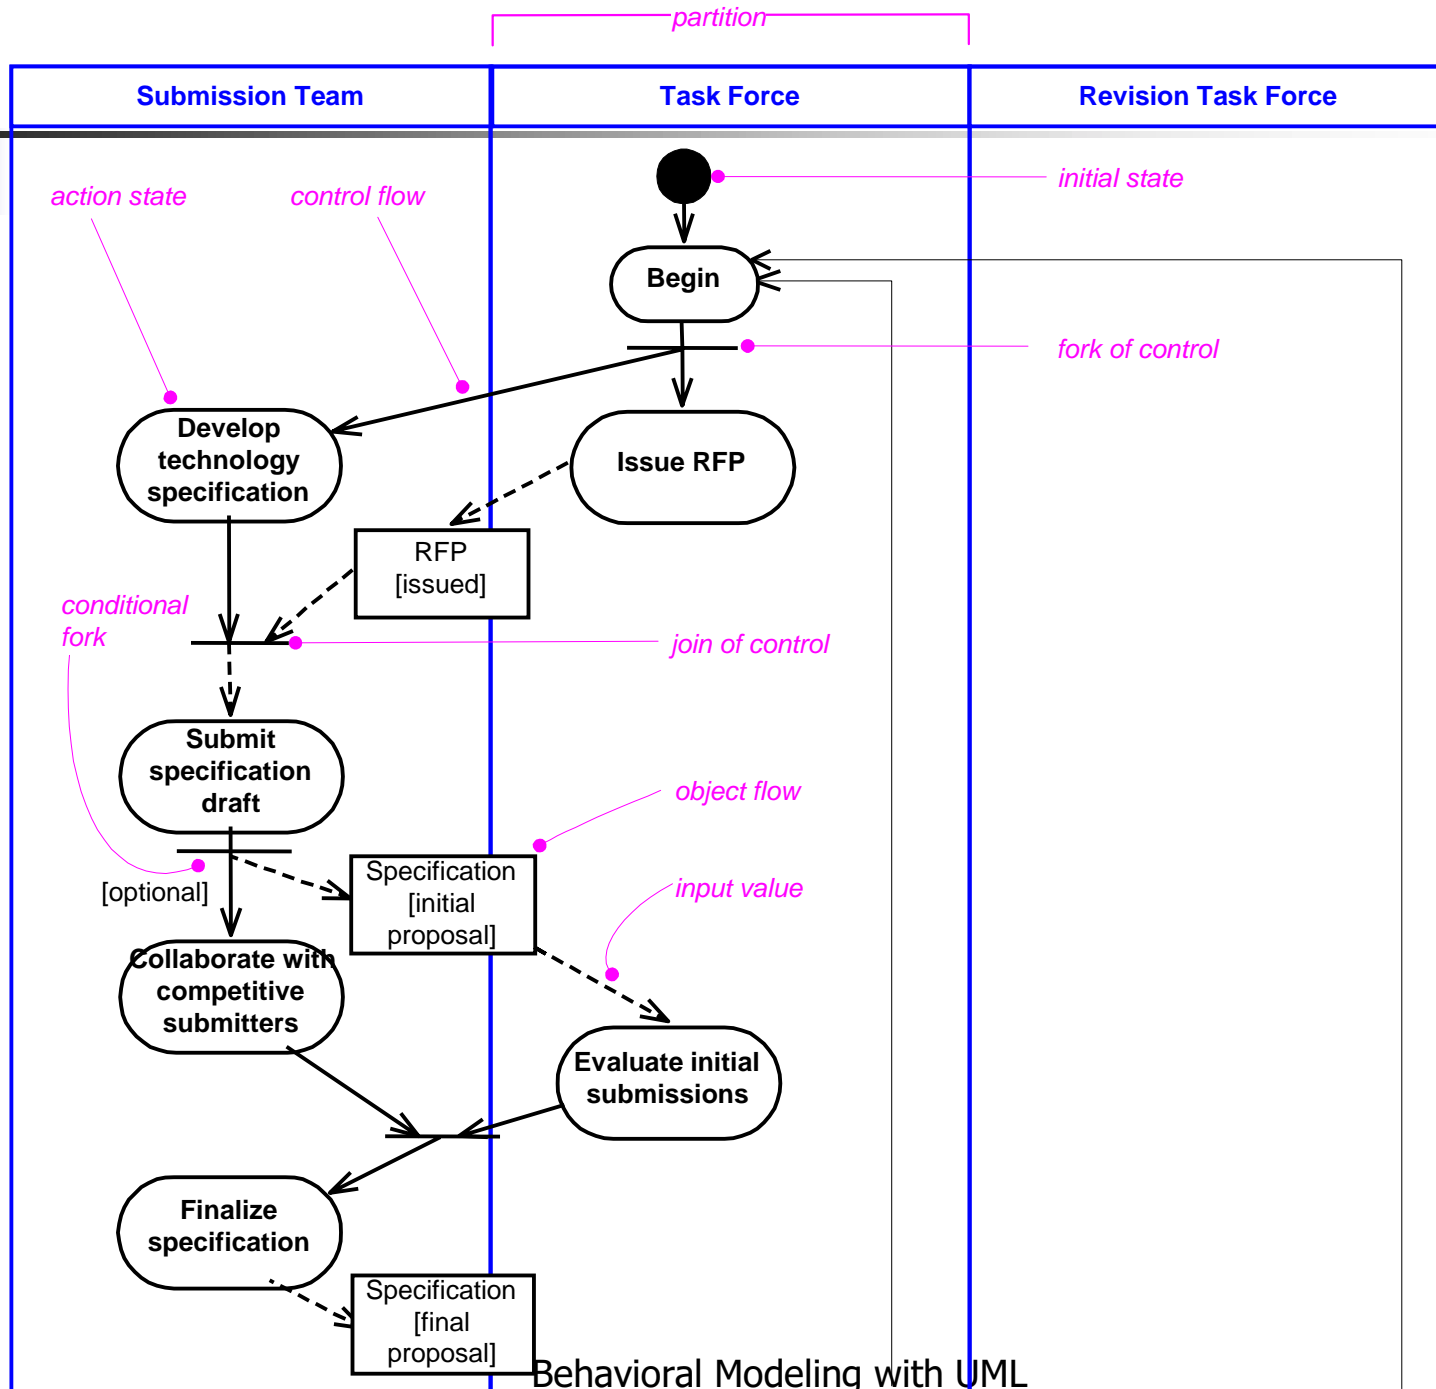 partition
Submission Team
Task Force
Revision Task Force
action state
control flow
initial state
Begin
fork of control
Develop
technology
specification
Issue RFP
RFP
[issued]
conditional
fork
join of control
Submit
specification
draft
object flow
[optional]
Specification
[initial
proposal]
input value
Collaborate with
competitive
submitters
Evaluate initial
submissions
Finalize
specification
Specification
[final
proposal]
Behavioral Modeling with UML